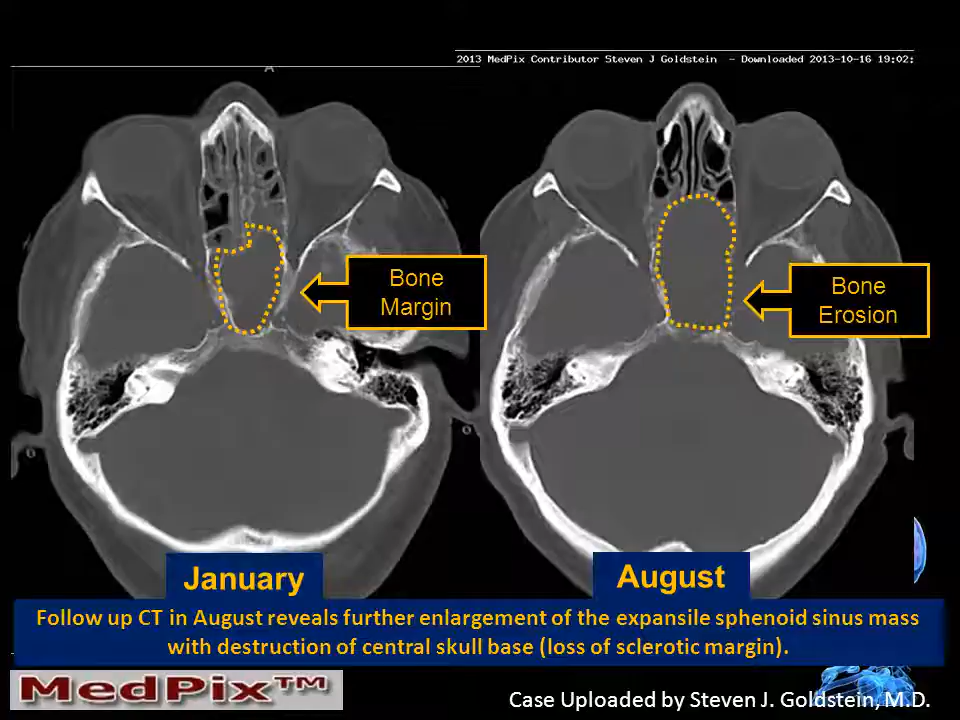 2013 MedPix Contributor Steven J Goldstein - Downloaded 2013-10-16 19:02:
A
Bone
Margin
Bone
Erosion
January
August
Follow up CT in August reveals further enlargement of the expansile sphenoid sinus mass
with destruction of central skull base (loss of sclerotic margin).
MedPix™
Case Uploaded by Steven J. Goldstein, M.D.